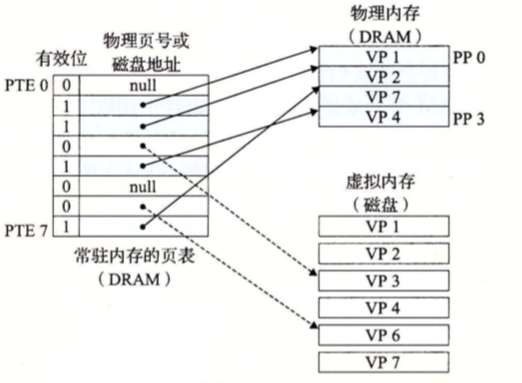 物理页号或
磁盘地址
有效位
PTE 0 0 null
1
1
0
1
0 null
0
PTE 7 1
常驻内存的页表
（DRAM）
物理内存
（DRAM）
VP 1 PP 0
VP 2
VP 7
VP 4 PP 3
虚拟内存
（磁盘）
VP 1
VP 2
VP 3
VP 4
VP 6
VP 7